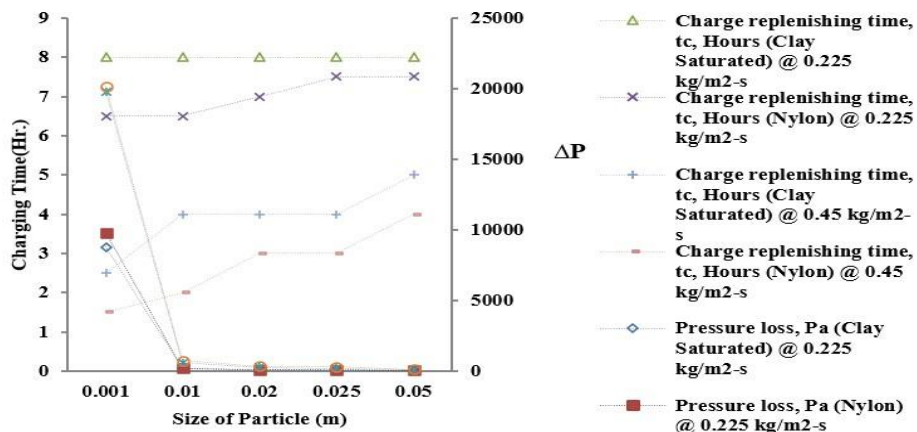 9
8
7
6
5
4
3
2
1
0
Charging Time(Hr.)
25000
20000
15000
10000
5000
0
ΔP
0.001 0.01 0.02 0.025 0.05
Size of Particle (m)
Charge replenishing time,
tc, Hours (Clay
Saturated) @ 0.225
kg/m2-s
Charge replenishing time,
tc, Hours (Nylon) @ 0.225
kg/m2-s
Charge replenishing time,
tc, Hours (Clay
Saturated) @ 0.45 kg/m2-
s
Charge replenishing time,
tc, Hours (Nylon) @ 0.45
kg/m2-s
Pressure loss, Pa (Clay
Saturated) @ 0.225
kg/m2-s
Pressure loss, Pa (Nylon)
@ 0.225 kg/m2-s